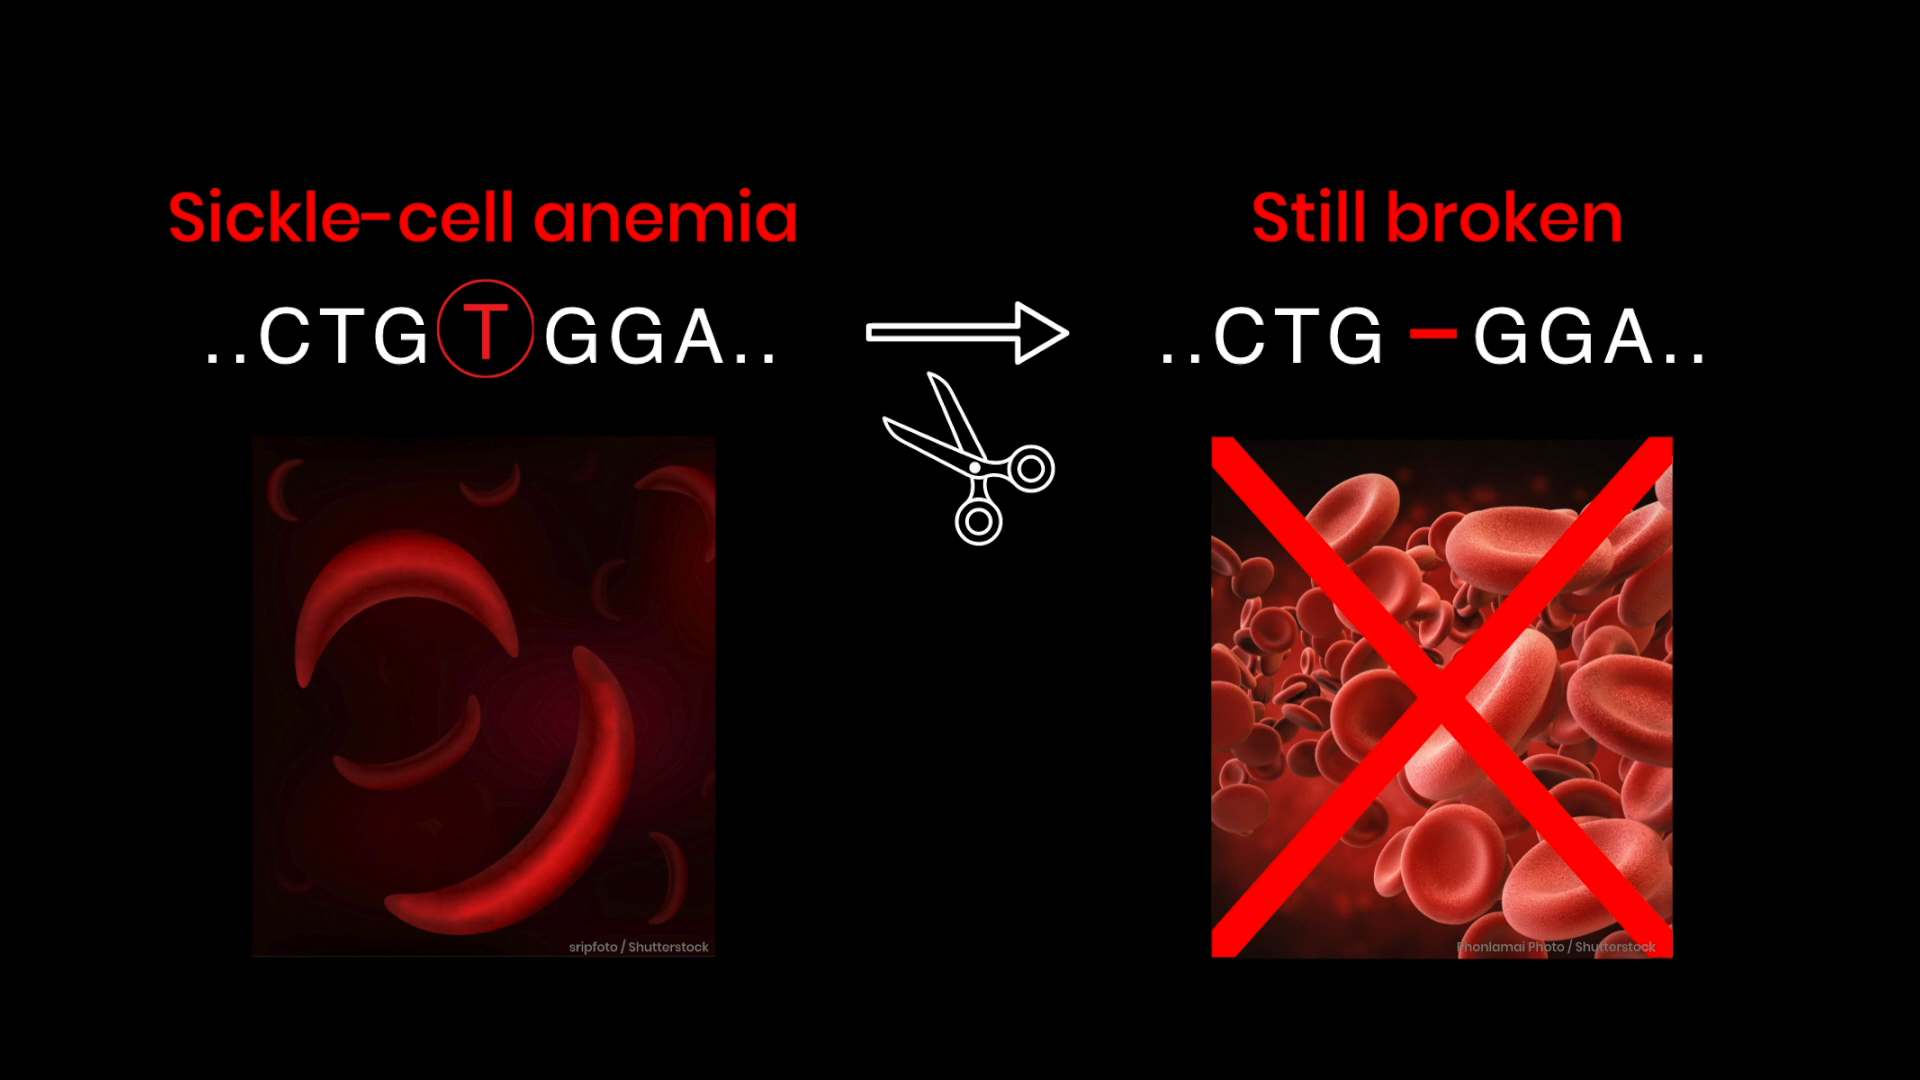 Sickle-cell anemia
..CTG T GGA..
Still broken
..CTG - GGA..
sripfoto / Shutterstock
Phonlamai Photo / Shutterstock